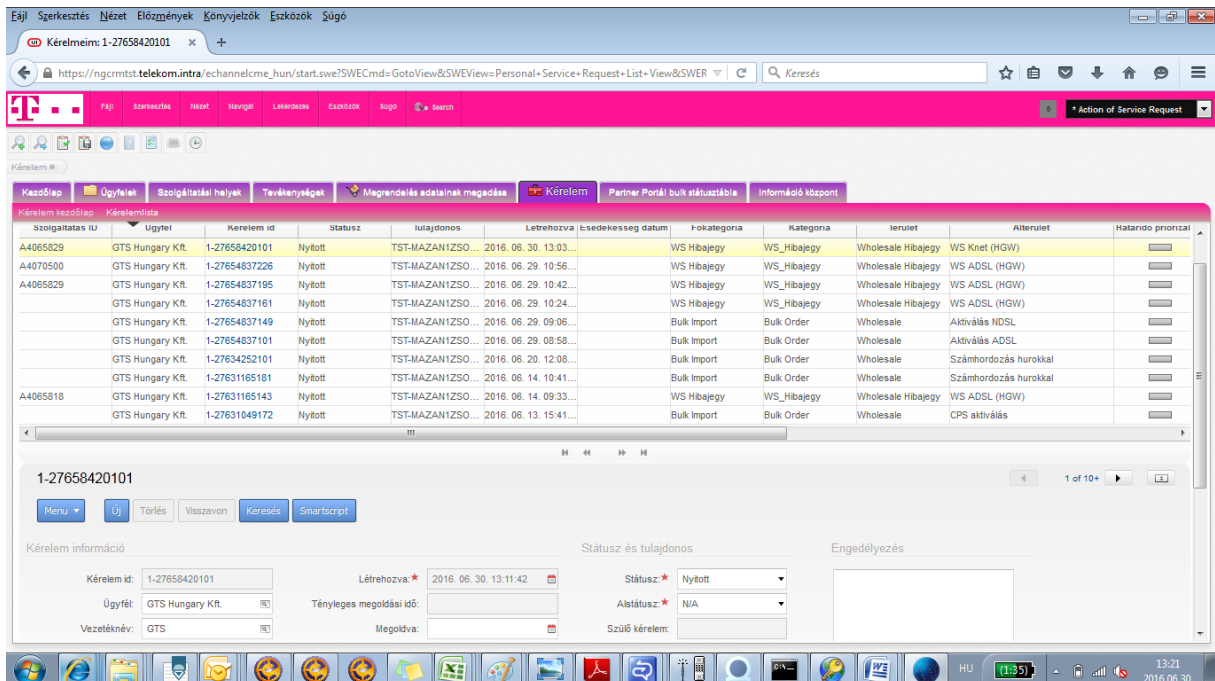 Fájl Szerkesztés Nézet Előzmények Könyvjelzők Eszközök Súgó
Kérelmeim: 1-27658420101 × +
https://ngcrmtst.telekom.intra/echannelcme_hun/start.swe?SWECmd=GotoView&SWEView=Personal+Service+Request+List+View&SWER Keresés
T Fájl Szerkesztés Nézet Navigál Lekérdezés Eszközök Súgó Search 0 * Action of Service Request
Kérelem #:
Kezdőlap Ügyfelek Szolgáltatási helyek Tevékenységek Megrendelés adatainak megadása Kérelem Partner Portál bulk státusztábla Információ központ
Kérelem kezdőlap Kérelemlista
Szolgáltatás ID Ügyfél Kérelem id Státusz Tulajdonos Létrehozva Esedékesség dátum Főkategória Kategória Terület Alterület Határidő priorizál
A4065829 GTS Hungary Kft. 1-27658420101 Nyitott TST-MAZAN1ZSO... 2016. 06. 30. 13:03... WS Hibajegy WS_Hibajegy Wholesale Hibajegy WS Knet (HGW)
A4070500 GTS Hungary Kft. 1-27654837226 Nyitott TST-MAZAN1ZSO... 2016. 06. 29. 10:56... WS Hibajegy WS_Hibajegy Wholesale Hibajegy WS ADSL (HGW)
A4065829 GTS Hungary Kft. 1-27654837195 Nyitott TST-MAZAN1ZSO... 2016. 06. 29. 10:42... WS Hibajegy WS_Hibajegy Wholesale Hibajegy WS ADSL (HGW)
GTS Hungary Kft. 1-27654837161 Nyitott TST-MAZAN1ZSO... 2016. 06. 29. 10:24... WS Hibajegy WS_Hibajegy Wholesale Hibajegy WS ADSL (HGW)
GTS Hungary Kft. 1-27654837149 Nyitott TST-MAZAN1ZSO... 2016. 06. 29. 09:06... Bulk Import Bulk Order Wholesale Aktiválás NDSL
GTS Hungary Kft. 1-27654837101 Nyitott TST-MAZAN1ZSO... 2016. 06. 29. 08:58... Bulk Import Bulk Order Wholesale Aktiválás ADSL
GTS Hungary Kft. 1-27634252101 Nyitott TST-MAZAN1ZSO... 2016. 06. 20. 12:08... Bulk Import Bulk Order Wholesale Számhordozás hurokkal
GTS Hungary Kft. 1-27631165181 Nyitott TST-MAZAN1ZSO... 2016. 06. 14. 10:41... Bulk Import Bulk Order Wholesale Számhordozás hurokkal
A4065818 GTS Hungary Kft. 1-27631165143 Nyitott TST-MAZAN1ZSO... 2016. 06. 14. 09:33... WS Hibajegy WS_Hibajegy Wholesale Hibajegy WS ADSL (HGW)
GTS Hungary Kft. 1-27631049172 Nyitott TST-MAZAN1ZSO... 2016. 06. 13. 15:41... Bulk Import Bulk Order Wholesale CPS aktiválás
1-27658420101 1 of 10+
Menu Új Törlés Visszavon Keresés Smartscript
Kérelem információ Státusz és tulajdonos Engedélyezés
Kérelem id: 1-27658420101 Létrehozva:* 2016. 06. 30. 13:11:42 Státusz:* Nyitott
Ügyfél: GTS Hungary Kft. Tényleges megoldási idő: Alstátusz:* N/A
Vezetéknév: GTS Megoldva: Szülő kérelem:
HU (1:35) 13:21
2016.06.30